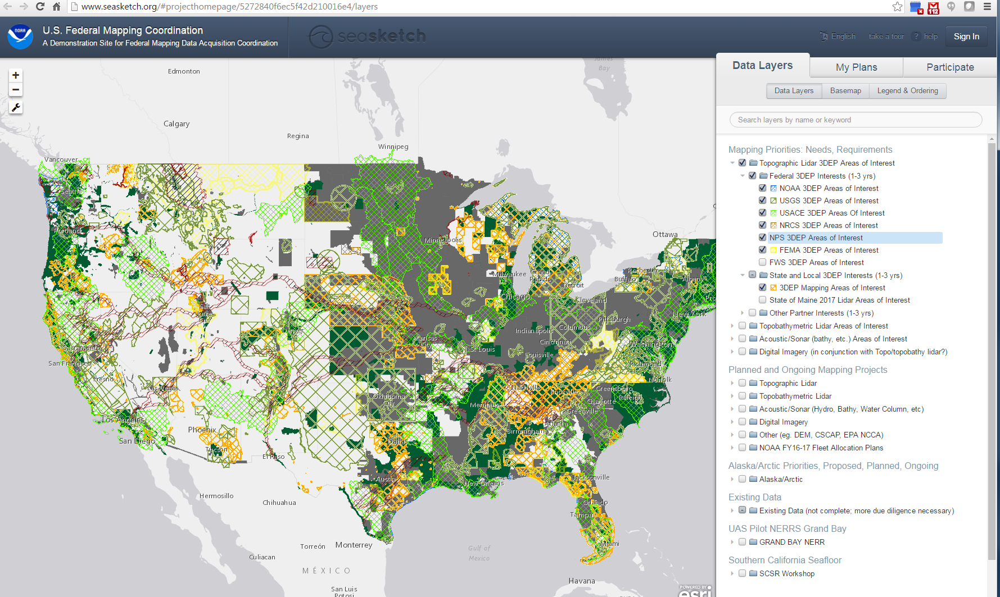 www.seasketch.org/#projecthomepage/5272840f6ec5f42d210016e4/layers
112
NOAA
U.S. Federal Mapping Coordination
A Demonstration Site for Federal Mapping Data Acquisition Coordination
seasketch
English
take a tour
? help
Sign In
Data Layers
My Plans
Participate
Data Layers
Basemap
Legend & Ordering
Search layers by name or keyword
Mapping Priorities: Needs, Requirements
Topographic Lidar 3DEP Areas of Interest
Federal 3DEP Interests (1-3 yrs)
NOAA 3DEP Areas of Interest
USGS 3DEP Areas of Interest
USACE 3DEP Areas Of Interest
NRCS 3DEP Areas of Interest
NPS 3DEP Areas of Interest
FEMA 3DEP Areas of Interest
FWS 3DEP Areas of Interest
State and Local 3DEP Interests (1-3 yrs)
3DEP Mapping Areas of Interest
State of Maine 2017 Lidar Areas of Interest
Other Partner Interests (1-3 yrs)
Topobathymetric Lidar Areas of Interest
Acoustic/Sonar (bathy, etc.) Areas of Interest
Digital Imagery (in conjunction with Topo/topobathy lidar?)
Planned and Ongoing Mapping Projects
Topographic Lidar
Topobathymetric Lidar
Acoustic/Sonar (Hydro, Bathy, Water Column, etc)
Digital Imagery
Other (eg. DEM, CSCAP, EPA NCCA)
NOAA FY16-17 Fleet Allocation Plans
Alaska/Arctic Priorities, Proposed, Planned, Ongoing
Alaska/Arctic
Existing Data
Existing Data (not complete; more due diligence necessary)
UAS Pilot NERRS Grand Bay
GRAND BAY NERR
Southern California Seafloor
SCSR Workshop
+
−
James
Bay
Edmonton
Calgary
Regina
Winnipeg
Vancouver
Seattle
Portland
Ottawa
Minneapolis
Milwaukee
Grand
Rapids
Rochester
Buffalo
Detroit
Chicago
Cleveland
New York
Pittsburgh
Salt
Lake
Denver
Indianapolis
Columbus
Cincinnati
Kansas
City
St Louis
Washington
Louisville
Richmond
Norfolk
Sacramento
San Francisco
Fresno
Las Vegas
Nashville
Knoxville
Greensboro
Raleigh
Oklahoma
City
Memphis
Charlotte
Greenville
Los Angeles
Atlanta
Birmingham
Phoenix
San Diego
Dallas
Tucson
El Paso
Austin
Jacksonville
New Orleans
Hermosillo
Chihuahua
Orlando
Tampa
Miami
Torreón
Monterrey
Gulf of
Mexico
Culiacan
MÉXICO
Havana
San Luis
Potosi
POWERED BY
esri